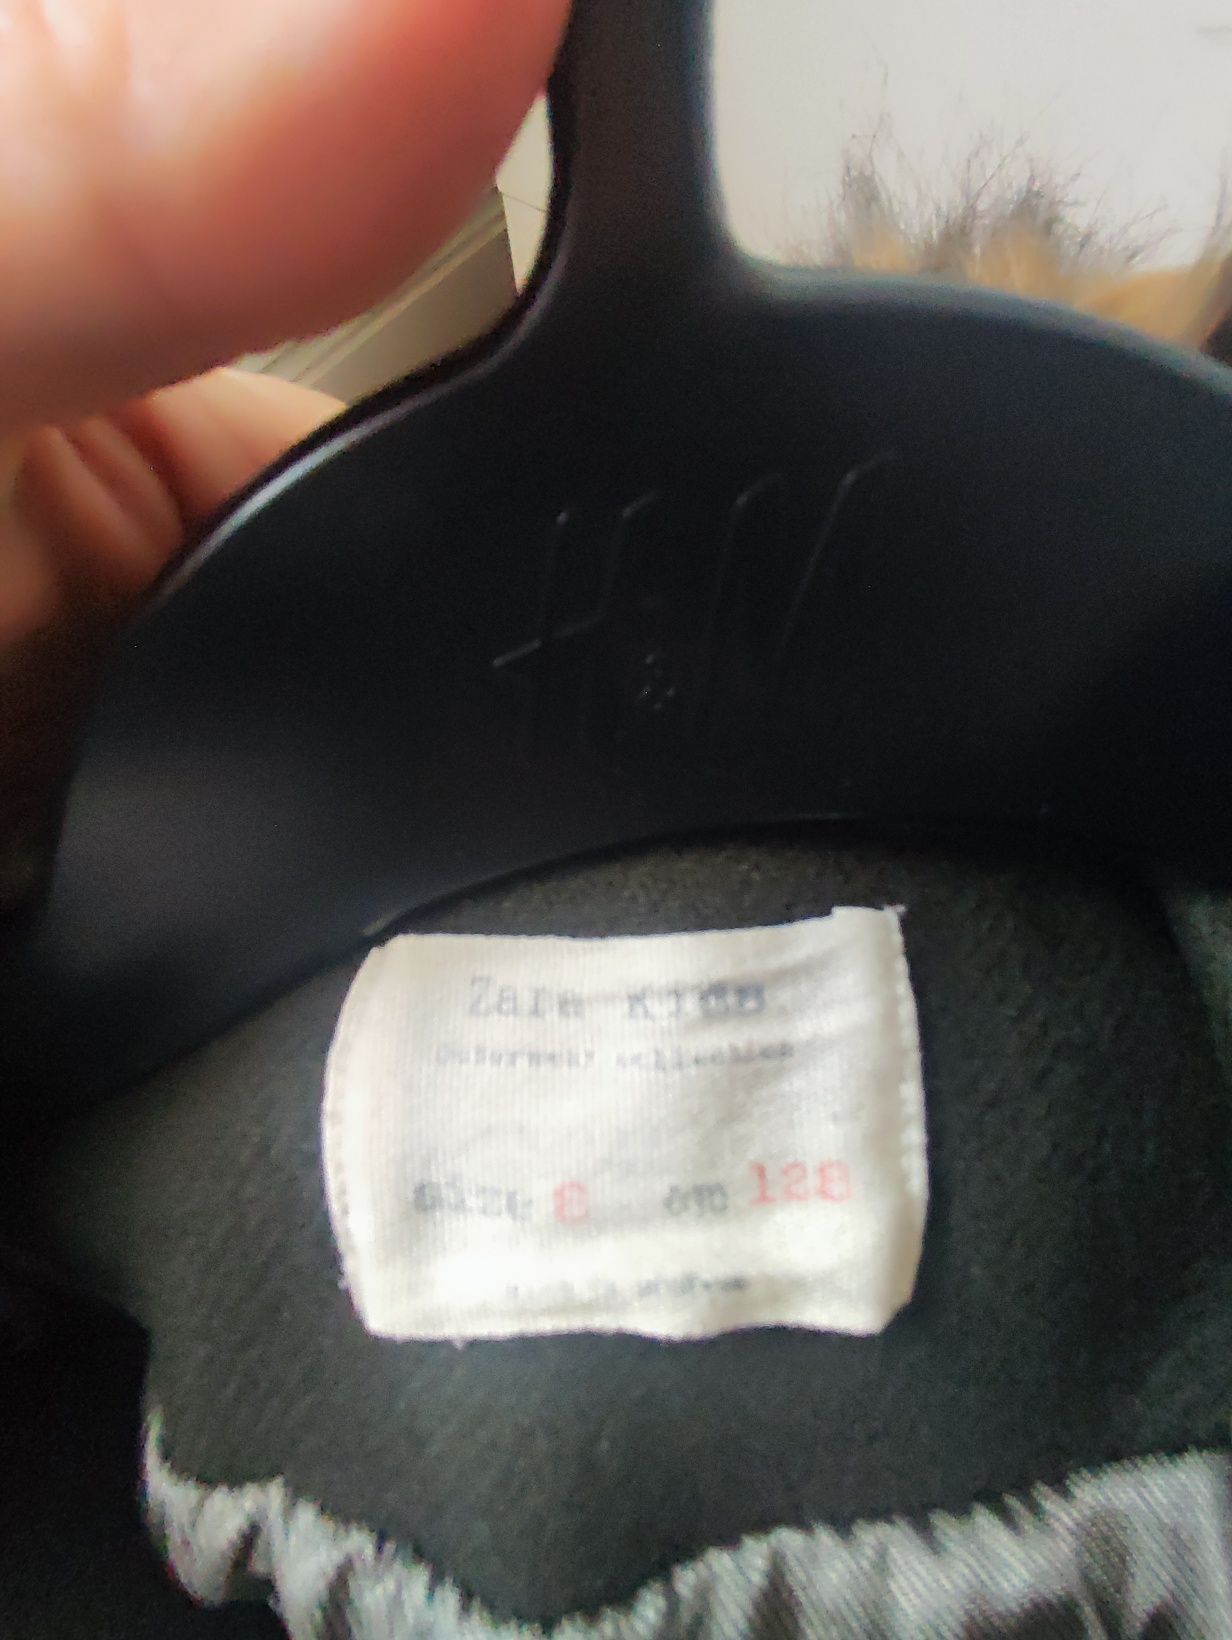 H&M
Zara Kids
Outerwear collection
SIZE 8 cm 128